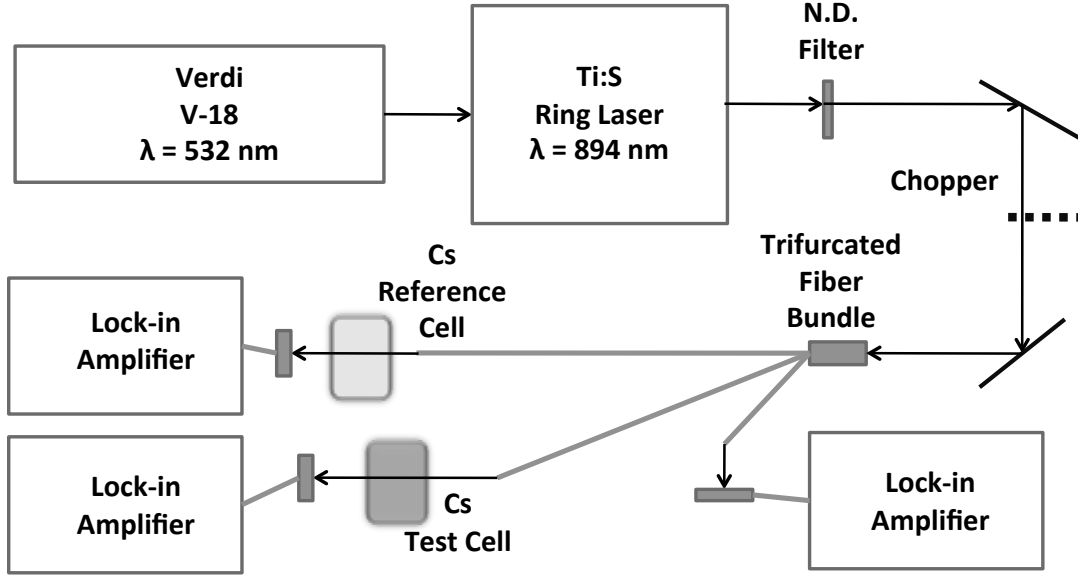 Verdi
V-18
λ = 532 nm
Ti:S
Ring Laser
λ = 894 nm
N.D.
Filter
Chopper
Trifurcated
Fiber
Bundle
Cs
Reference
Cell
Lock-in
Amplifier
Lock-in
Amplifier
Cs
Test Cell
Lock-in
Amplifier